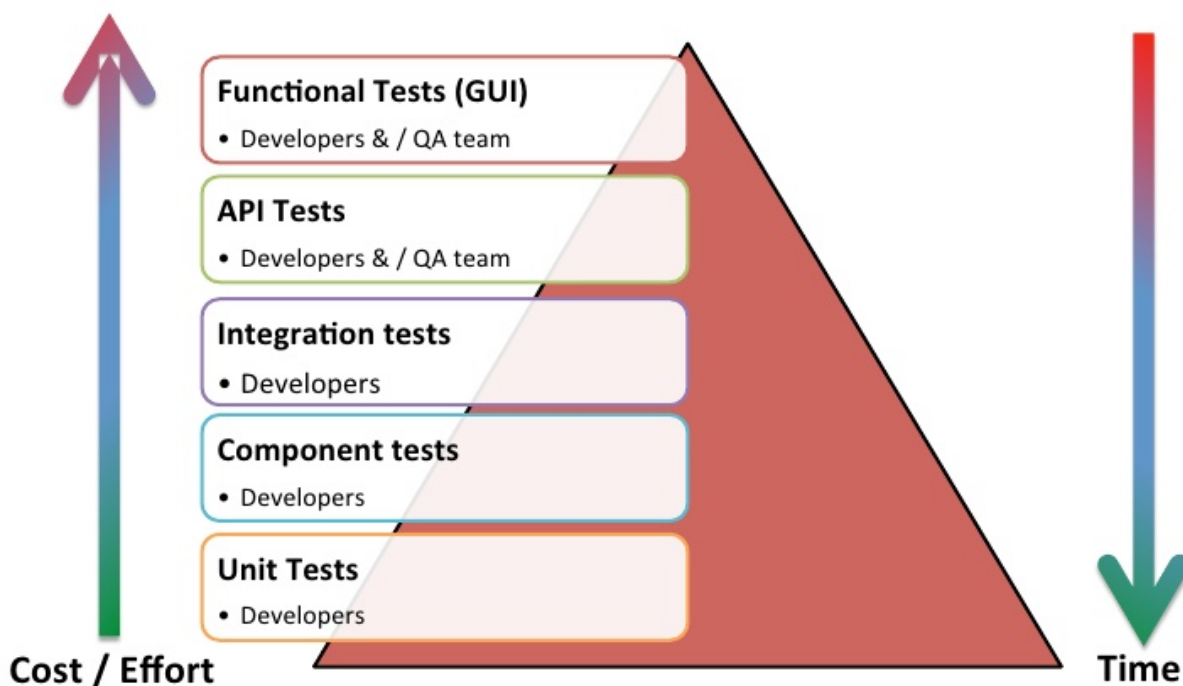 Functional Tests (GUI)
• Developers & / QA team
API Tests
• Developers & / QA team
Integration tests
• Developers
Component tests
• Developers
Unit Tests
• Developers
Cost / Effort
Time